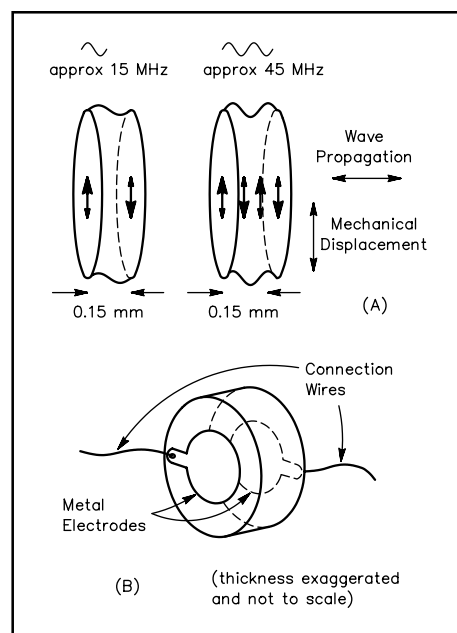 approx 15 MHz
approx 45 MHz
Wave
Propagation
Mechanical
Displacement
0.15 mm
0.15 mm
(A)
Connection
Wires
Metal
Electrodes
(B)
(thickness exaggerated
and not to scale)